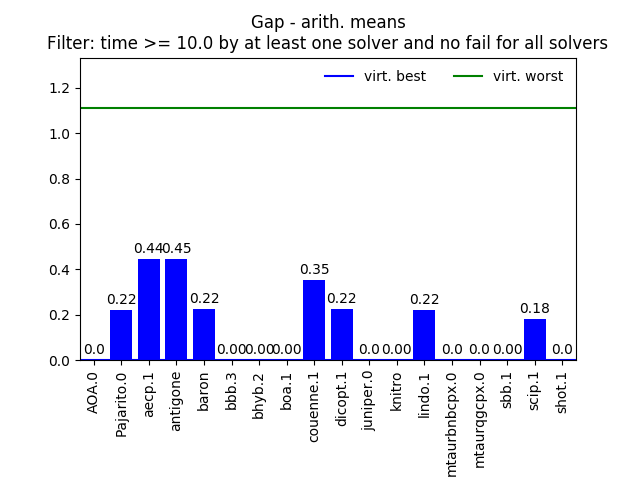 Gap - arith. means
Filter: time >= 10.0 by at least one solver and no fail for all solvers
virt. best
virt. worst
1.2
1.0
0.8
0.6
0.4
0.2
0.0
0.0
0.22
0.44
0.45
0.22
0.00
0.00
0.00
0.35
0.22
0.0
0.00
0.22
0.0
0.0
0.00
0.18
0.0
AOA.0
Pajarito.0
aecp.1
antigone
baron
bbb.3
bhyb.2
boa.1
couenne.1
dicopt.1
juniper.0
knitro
lindo.1
mtaurbnbcpx.0
mtaurqgcpx.0
sbb.1
scip.1
shot.1